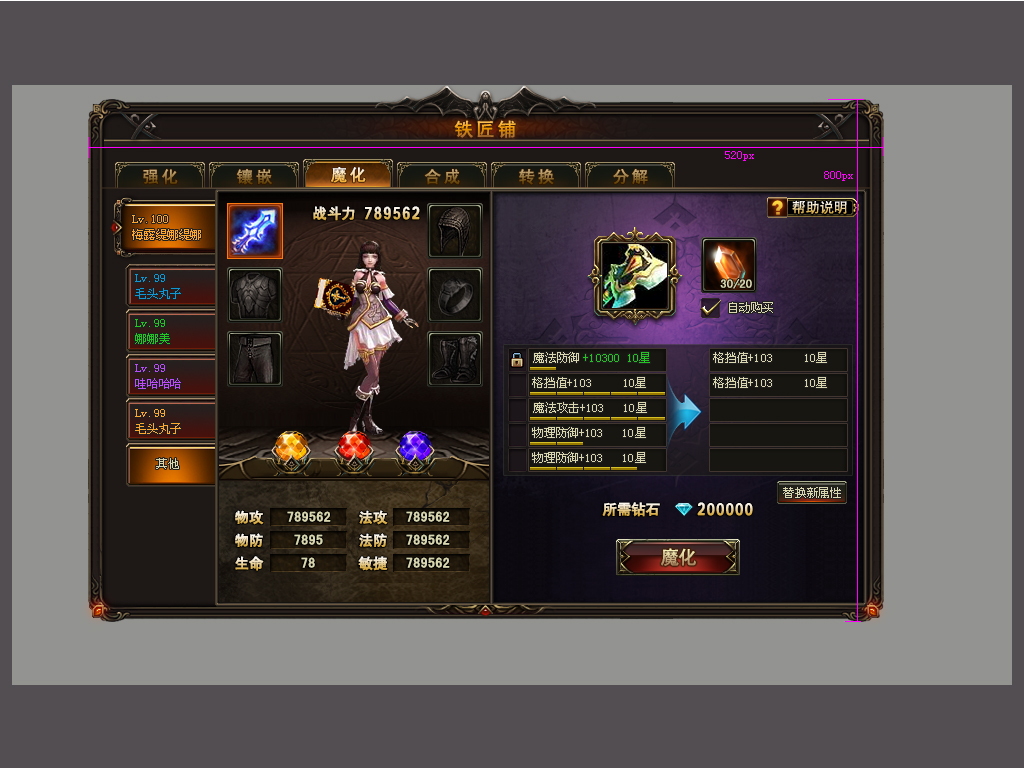 铁匠铺
520px
800px
强化
镶嵌
魔化
合成
转换
分解
Lv. 100
梅露缇娜缇娜
Lv. 99
毛头丸子
Lv. 99
娜娜美
Lv. 99
哇哈哈哈
Lv. 99
毛头丸子
其他
战斗力 789562
物攻 789562 法攻 789562
物防 7895 法防 789562
生命 78 敏捷 789562
? 帮助说明
30/20
自动购买
魔法防御 +10300 10星
格挡值+103 10星
魔法攻击+103 10星
物理防御+103 10星
物理防御+103 10星
格挡值+103 10星
格挡值+103 10星
替换新属性
所需钻石 200000
魔化